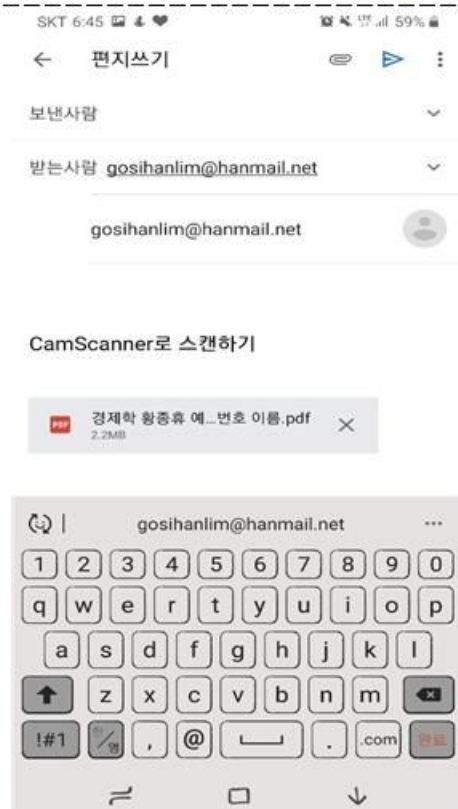 SKT 6:45
59%
편지쓰기
보낸사람
받는사람 gosihanlim@hanmail.net
gosihanlim@hanmail.net
CamScanner로 스캔하기
PDF
경제학 황종휴 예...번호 이름.pdf
2.2MB
gosihanlim@hanmail.net
1 2 3 4 5 6 7 8 9 0
q w e r t y u i o p
a s d f g h j k l
z x c v b n m
!#1 한/영 , @ . .com 완료